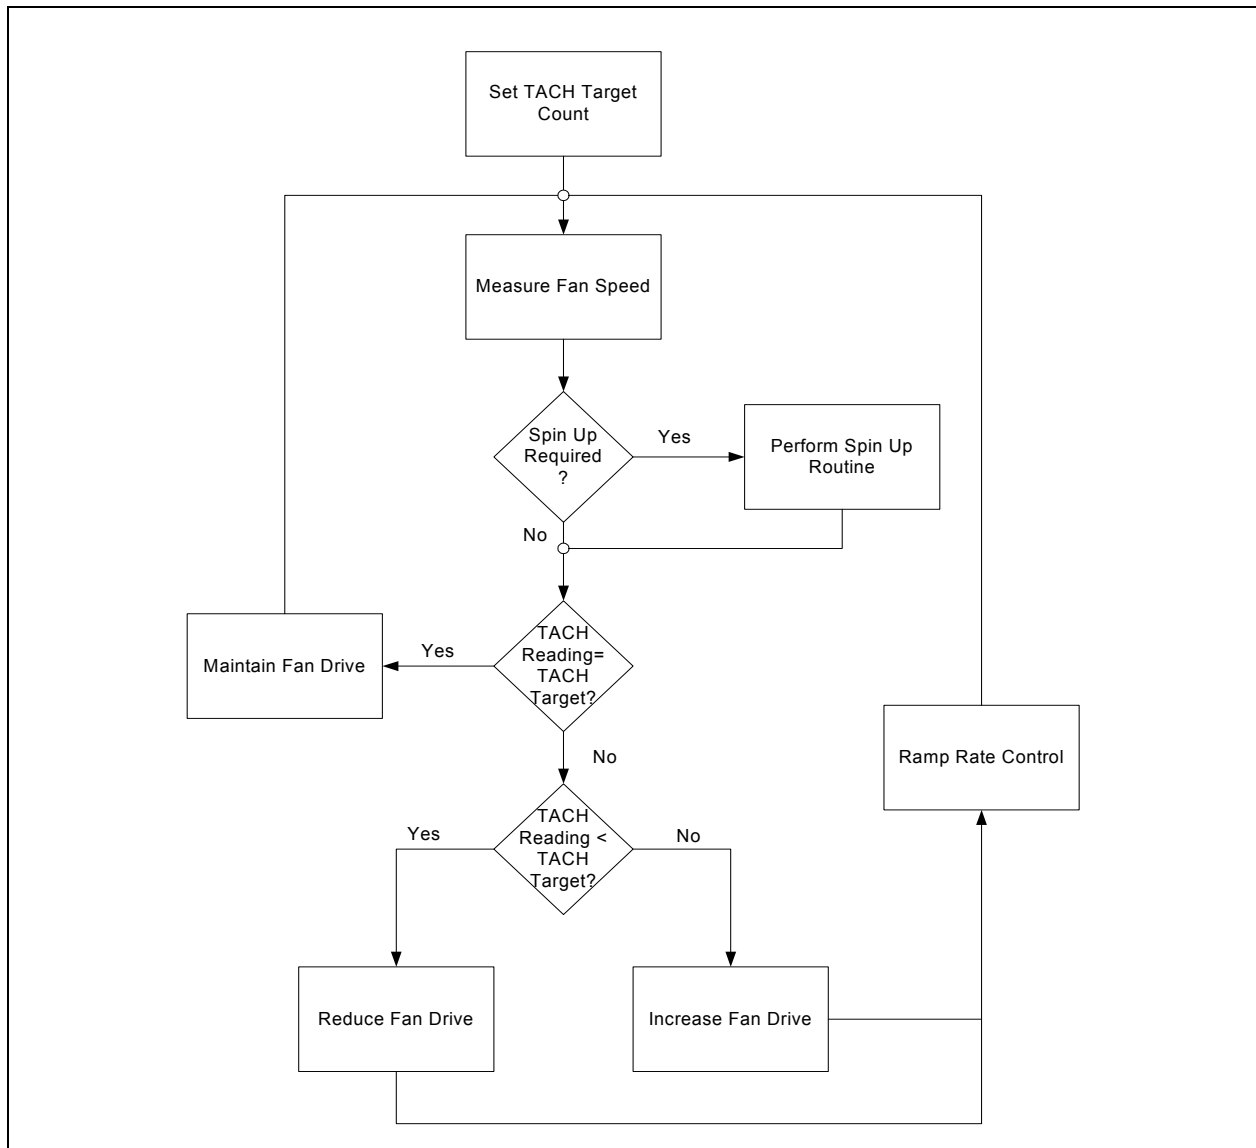 Set TACH Target
Count
Measure Fan Speed
Spin Up
Required
?
Yes
Perform Spin Up
Routine
No
TACH
Reading=
TACH
Target?
Yes
Maintain Fan Drive
No
Ramp Rate Control
TACH
Reading <
TACH
Target?
Yes
No
Reduce Fan Drive
Increase Fan Drive